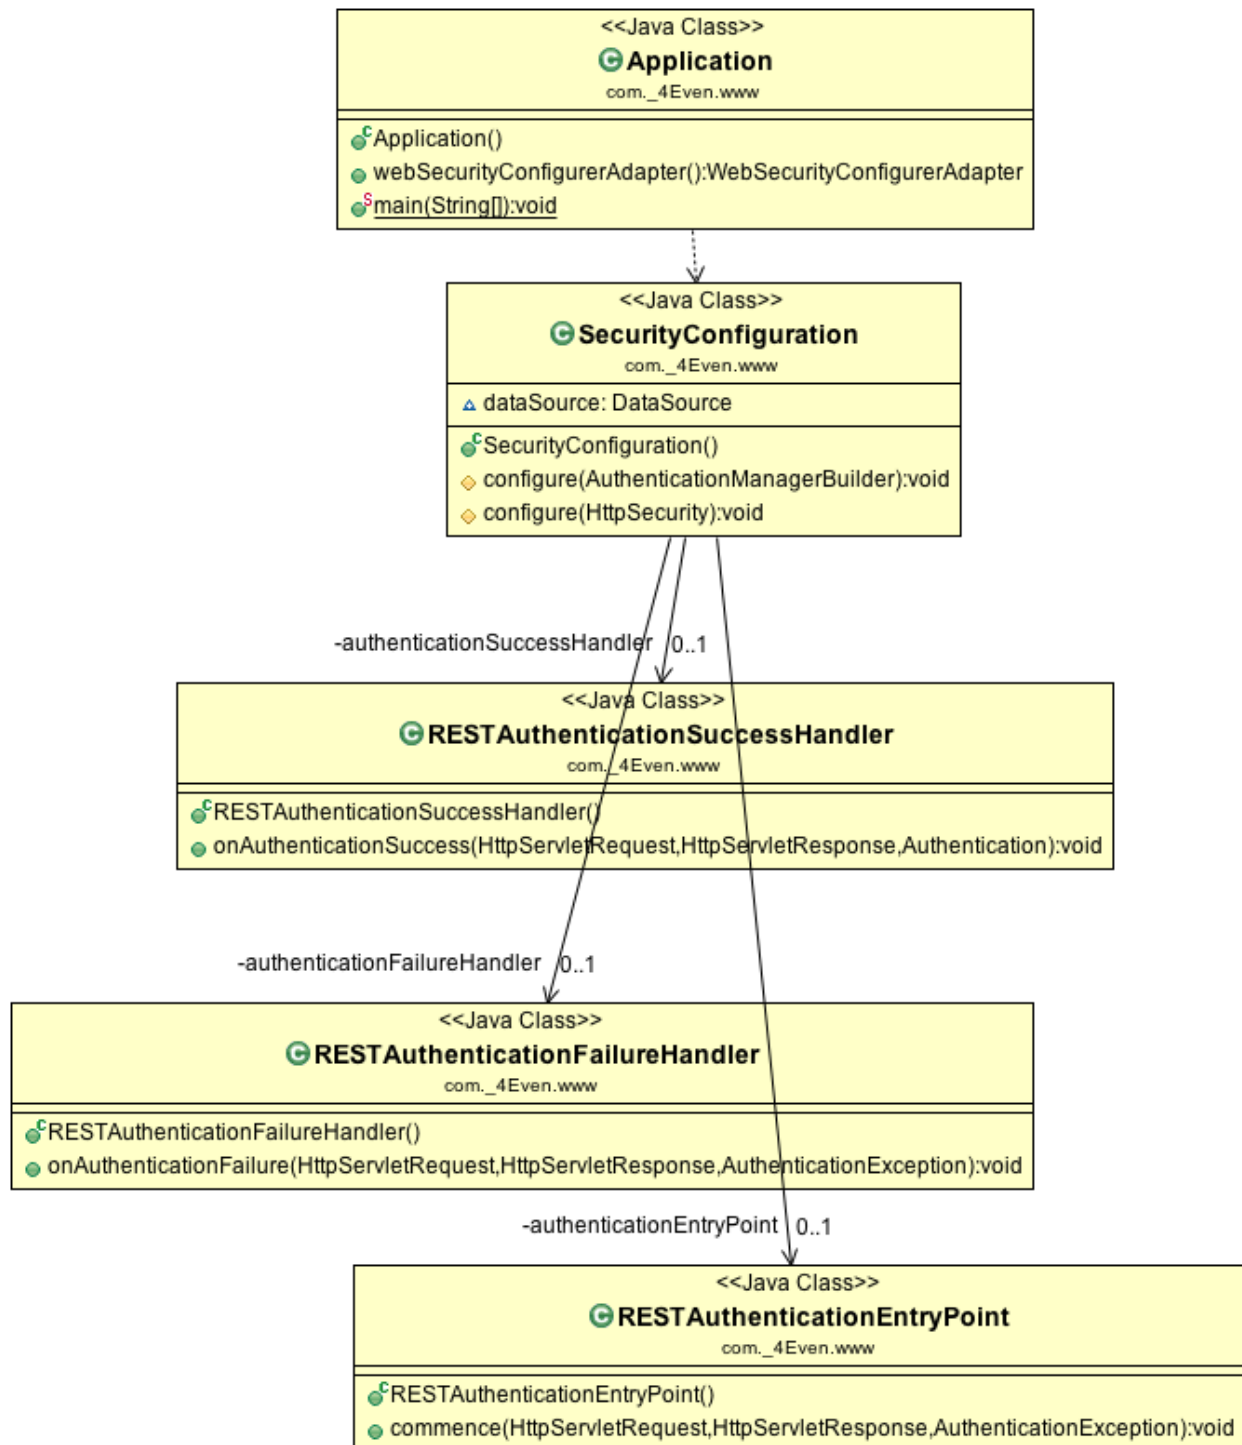 <<Java Class>>
Application
com._4Even.www
Application()
webSecurityConfigurerAdapter():WebSecurityConfigurerAdapter
main(String[]):void
<<Java Class>>
SecurityConfiguration
com._4Even.www
dataSource: DataSource
SecurityConfiguration()
configure(AuthenticationManagerBuilder):void
configure(HttpSecurity):void
-authenticationSuccessHandler 0..1
<<Java Class>>
RESTAuthenticationSuccessHandler
com._4Even.www
RESTAuthenticationSuccessHandler()
onAuthenticationSuccess(HttpServletRequest,HttpServletResponse,Authentication):void
-authenticationFailureHandler 0..1
<<Java Class>>
RESTAuthenticationFailureHandler
com._4Even.www
RESTAuthenticationFailureHandler()
onAuthenticationFailure(HttpServletRequest,HttpServletResponse,AuthenticationException):void
-authenticationEntryPoint 0..1
<<Java Class>>
RESTAuthenticationEntryPoint
com._4Even.www
RESTAuthenticationEntryPoint()
commence(HttpServletRequest,HttpServletResponse,AuthenticationException):void